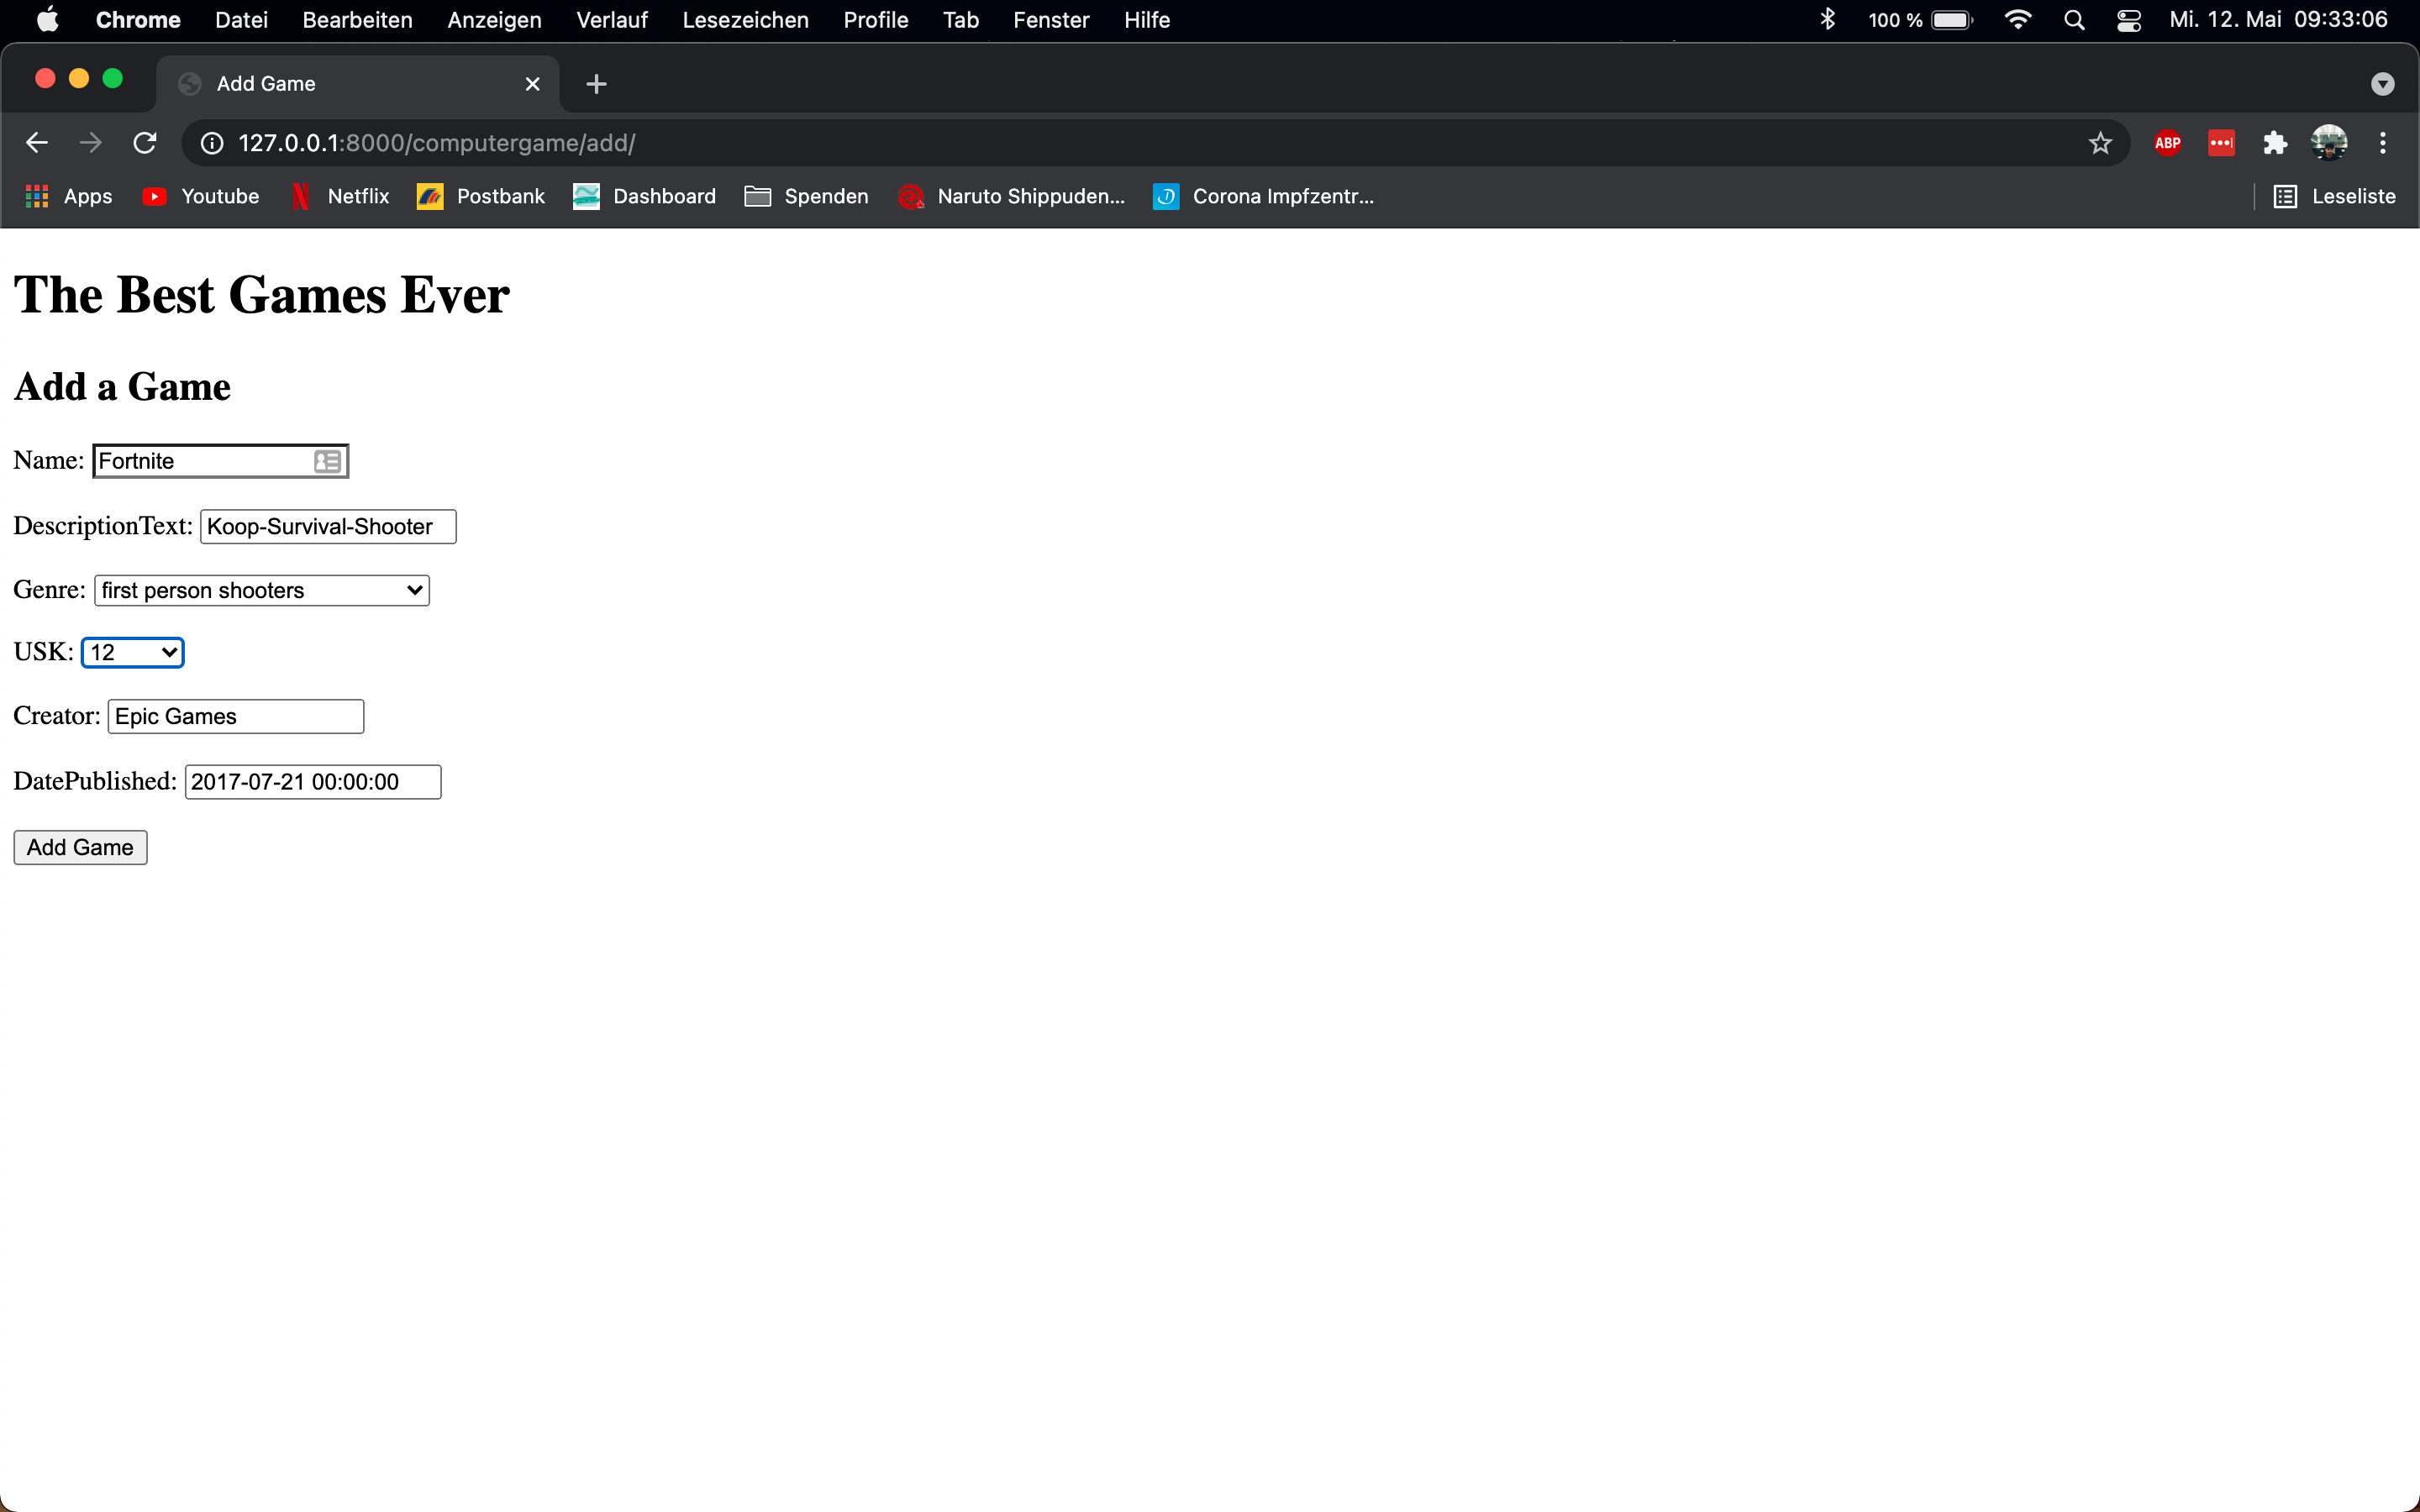 Chrome Datei Bearbeiten Anzeigen Verlauf Lesezeichen Profile Tab Fenster Hilfe 100 % Mi. 12. Mai 09:33:06
Add Game
127.0.0.1:8000/computergame/add/ ABP
Apps Youtube Netflix Postbank Dashboard Spenden Naruto Shippuden... Corona Impfzentr... Leseliste
The Best Games Ever
Add a Game
Name: Fortnite
DescriptionText: Koop-Survival-Shooter
Genre: first person shooters
USK: 12
Creator: Epic Games
DatePublished: 2017-07-21 00:00:00
Add Game